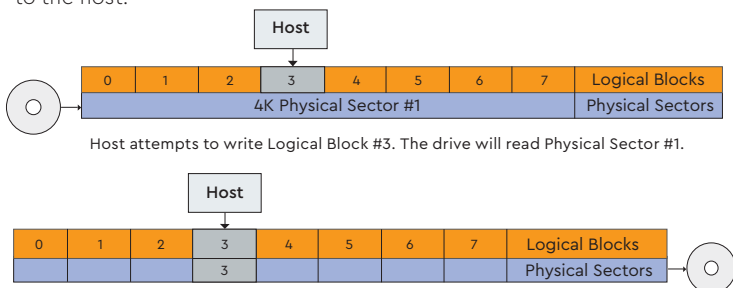 to the host.
Host
0 1 2 3 4 5 6 7 Logical Blocks
4K Physical Sector #1 Physical Sectors
Host attempts to write Logical Block #3. The drive will read Physical Sector #1.
Host
0 1 2 3 4 5 6 7 Logical Blocks
3 Physical Sectors